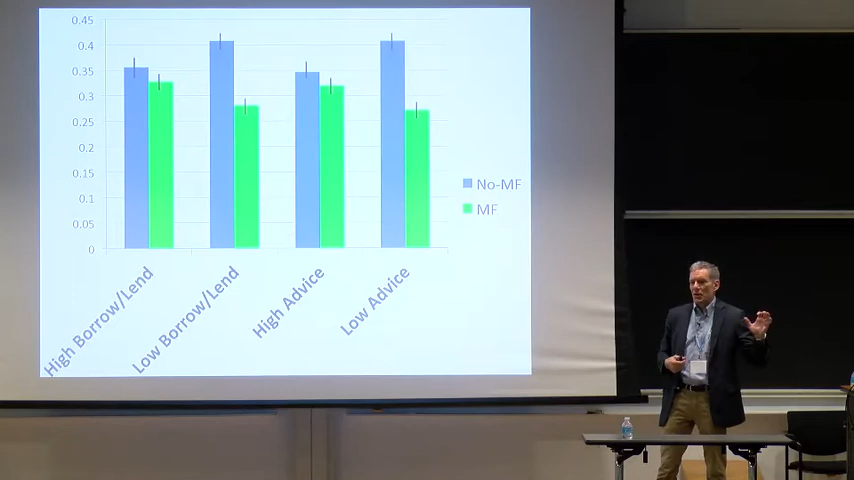 0.45
0.4
0.35
0.3
0.25
0.2
0.15
0.1
0.05
0
High Borrow/Lend
Low Borrow/Lend
High Advice
Low Advice
No-MF
MF